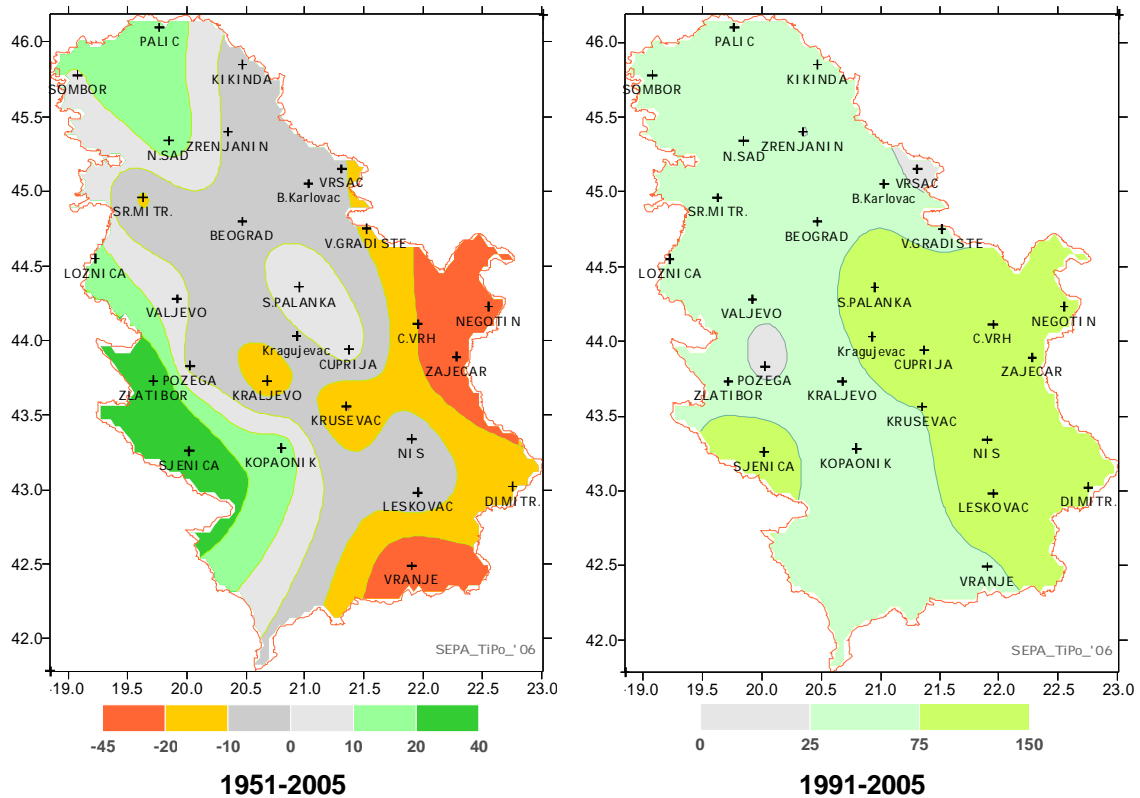 46.0
45.5
45.0
44.5
44.0
43.5
43.0
42.5
42.0
PALIC
KIKINDA
SOMBOR
ZRENJANIN
N.SAD
VRSAC
B.Karlovac
SR.MITR.
BEOGRAD
V.GRADISTE
LOZNICA
S.PALANKA
VALJEVO
NEGOTIN
C.VRH
Kragujevac
CUPRIJA
ZAJECAR
POZEGA
ZLATIBOR
KRALJEVO
KRUSEVAC
NIS
KOPAONIK
SJENICA
LESKOVAC
DIMITR.
VRANJE
SEPA_TiPo_'06
19.0 19.5 20.0 20.5 21.0 21.5 22.0 22.5 23.0
-45 -20 -10 0 10 20 40
1951-2005
46.0
45.5
45.0
44.5
44.0
43.5
43.0
42.5
42.0
PALIC
KIKINDA
SOMBOR
ZRENJANIN
N.SAD
VRSAC
B.Karlovac
SR.MITR.
BEOGRAD
V.GRADISTE
LOZNICA
S.PALANKA
VALJEVO
NEGOTIN
C.VRH
Kragujevac
CUPRIJA
ZAJECAR
POZEGA
ZLATIBOR
KRALJEVO
KRUSEVAC
NIS
KOPAONIK
SJENICA
LESKOVAC
DIMITR.
VRANJE
SEPA_TiPo_'06
19.0 19.5 20.0 20.5 21.0 21.5 22.0 22.5 23.0
0 25 75 150
1991-2005